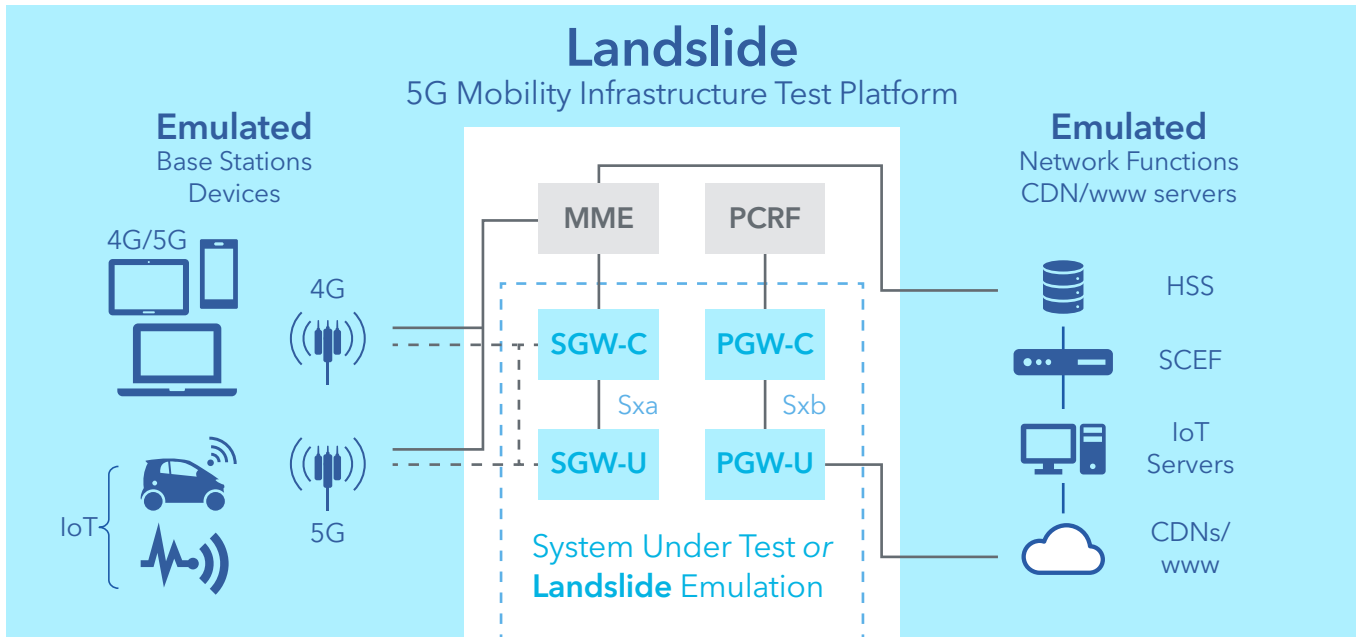 Landslide
5G Mobility Infrastructure Test Platform
Emulated
Base Stations
Devices
4G/5G
4G
IoT
5G
MME
PCRF
SGW-C
PGW-C
Sxa
Sxb
SGW-U
PGW-U
System Under Test or
Landslide Emulation
Emulated
Network Functions
CDN/www servers
HSS
SCEF
IoT
Servers
CDNs/
www